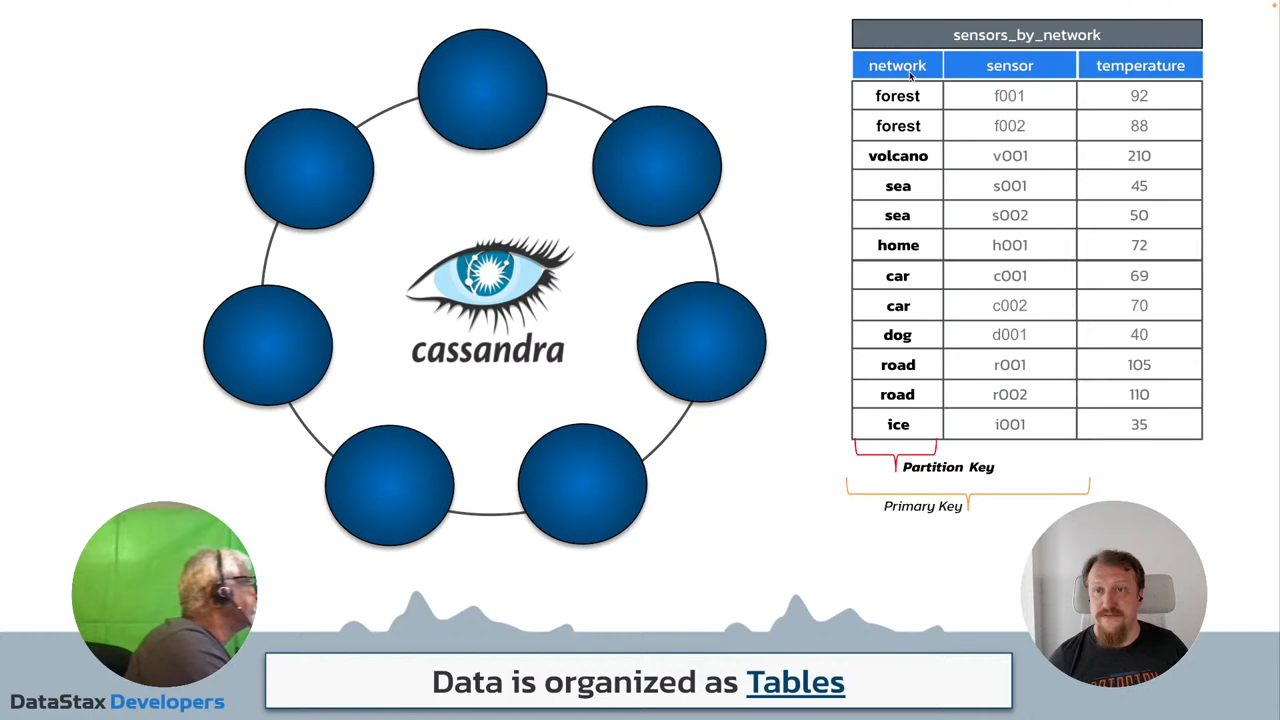 sensors_by_network
network sensor temperature
forest f001 92
forest f002 88
volcano v001 210
sea s001 45
sea s002 50
home h001 72
car c001 69
car c002 70
dog d001 40
road r001 105
road r002 110
ice i001 35
Partition Key
Primary Key
cassandra
Data is organized as Tables
DataStax Developers